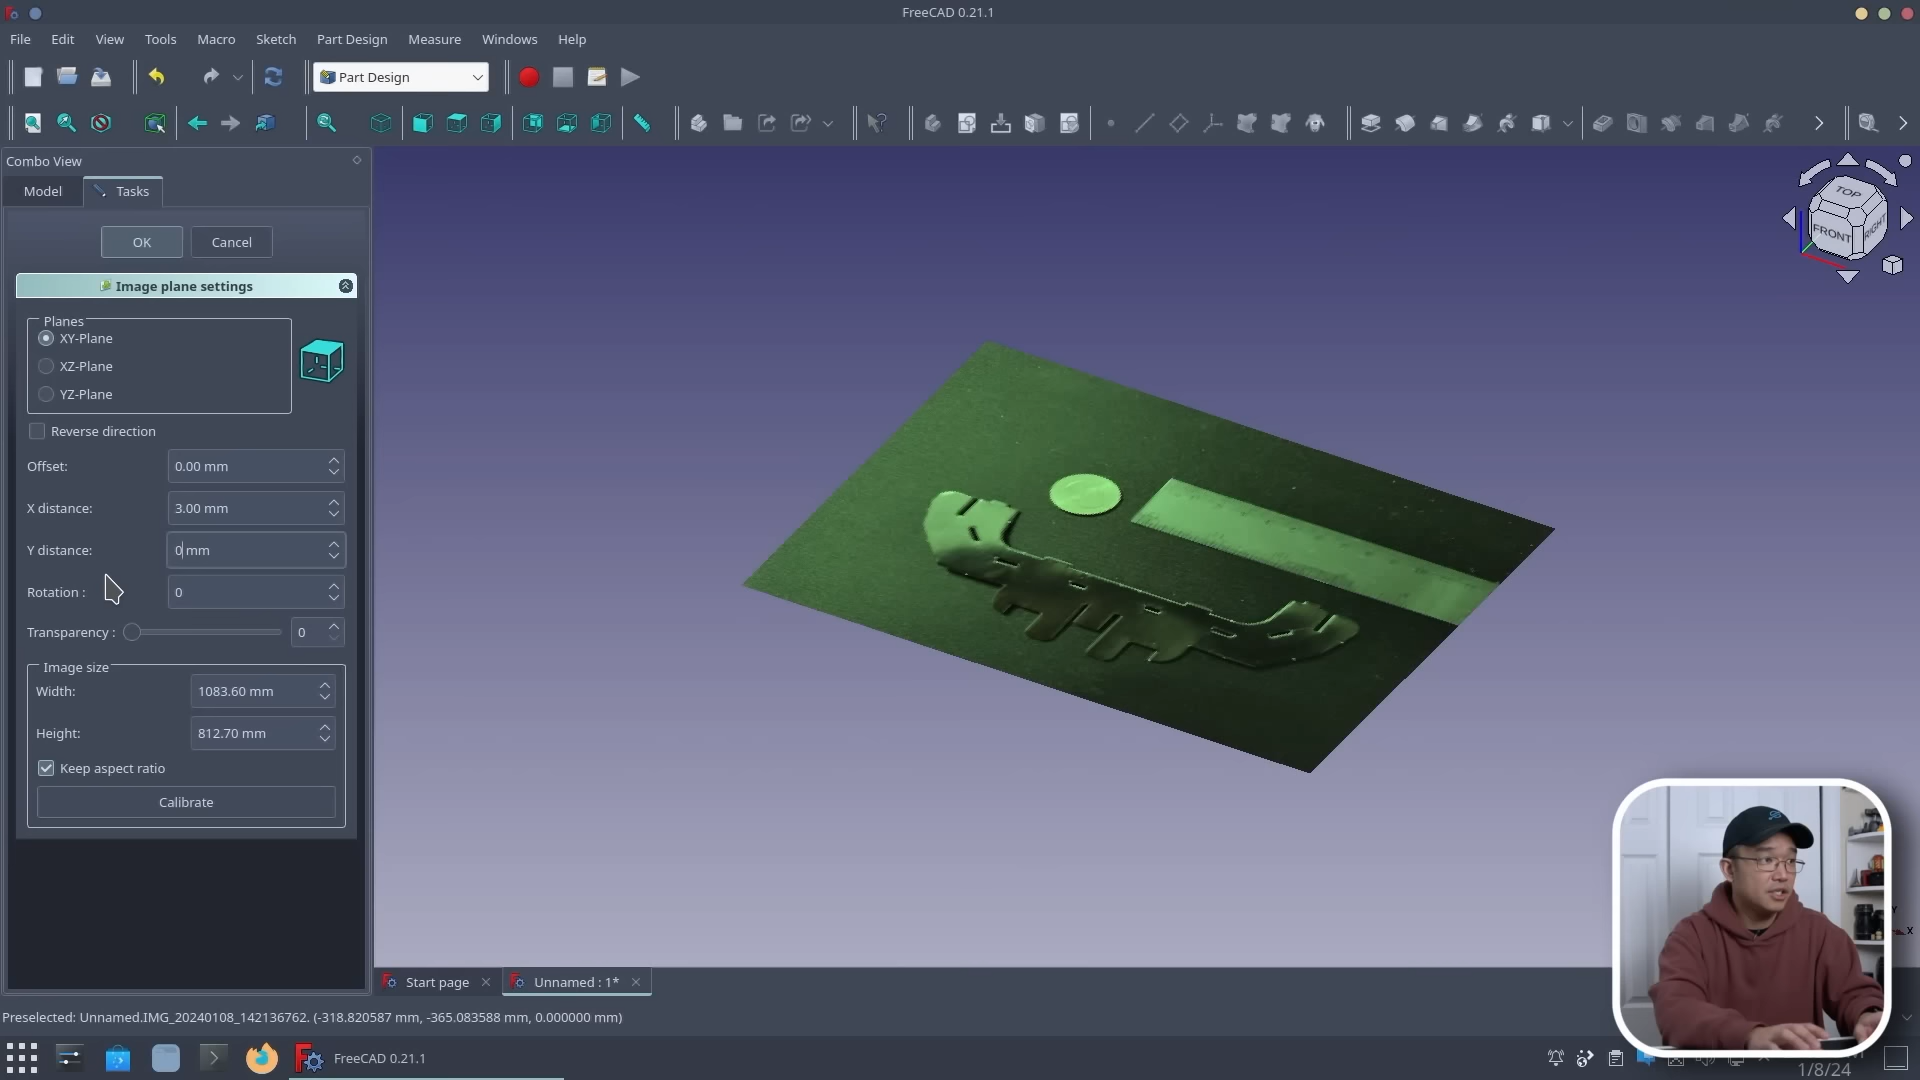 FreeCAD 0.21.1
File Edit View Tools Macro Sketch Part Design Measure Windows Help
Part Design
Combo View
Model Tasks
OK Cancel
Image plane settings
Planes
XY-Plane
XZ-Plane
YZ-Plane
Reverse direction
Offset: 0.00 mm
X distance: 3.00 mm
Y distance: 0 mm
Rotation : 0
Transparency : 0
Image size
Width: 1083.60 mm
Height: 812.70 mm
Keep aspect ratio
Calibrate
TOP
FRONT RIGHT
Y
X
Start page Unnamed : 1*
Preselected: Unnamed.IMG_20240108_142136762. (-318.820587 mm, -365.083588 mm, 0.000000 mm)
FreeCAD 0.21.1
1/8/24